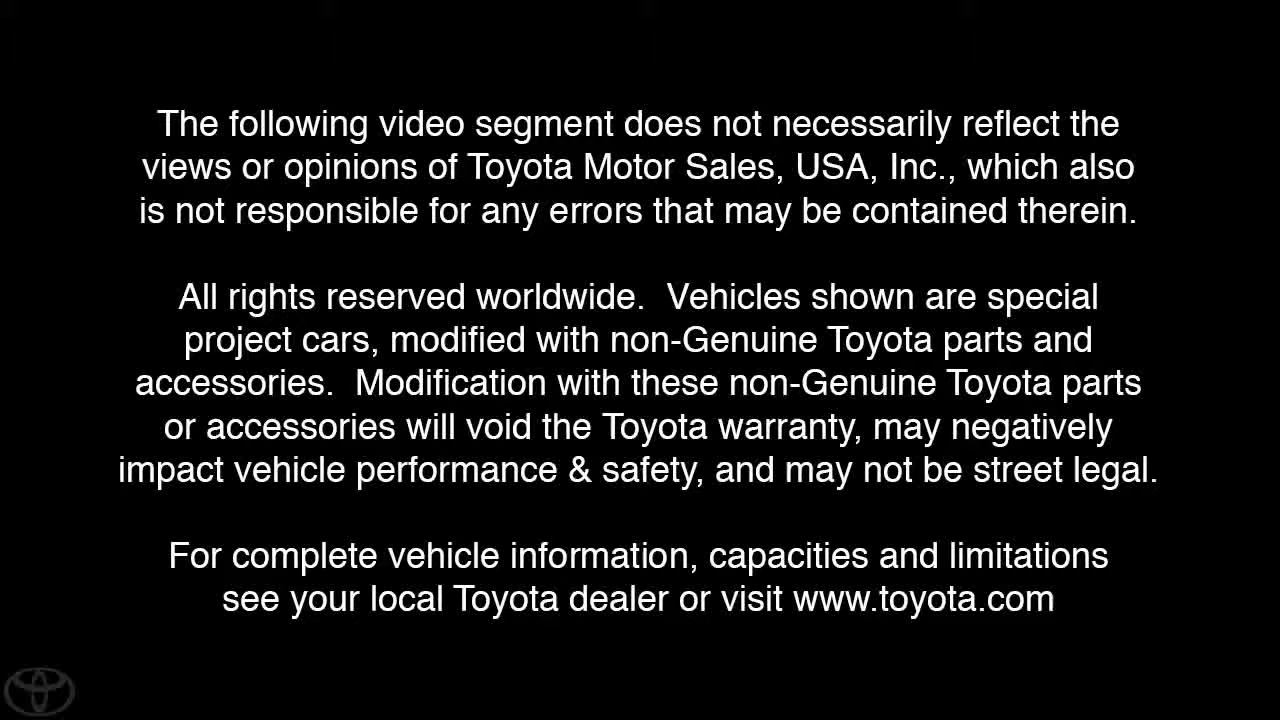 The following video segment does not necessarily reflect the
views or opinions of Toyota Motor Sales, USA, Inc., which also
is not responsible for any errors that may be contained therein.
All rights reserved worldwide.  Vehicles shown are special
project cars, modified with non-Genuine Toyota parts and
accessories.  Modification with these non-Genuine Toyota parts
or accessories will void the Toyota warranty, may negatively
impact vehicle performance & safety, and may not be street legal.
For complete vehicle information, capacities and limitations
see your local Toyota dealer or visit www.toyota.com